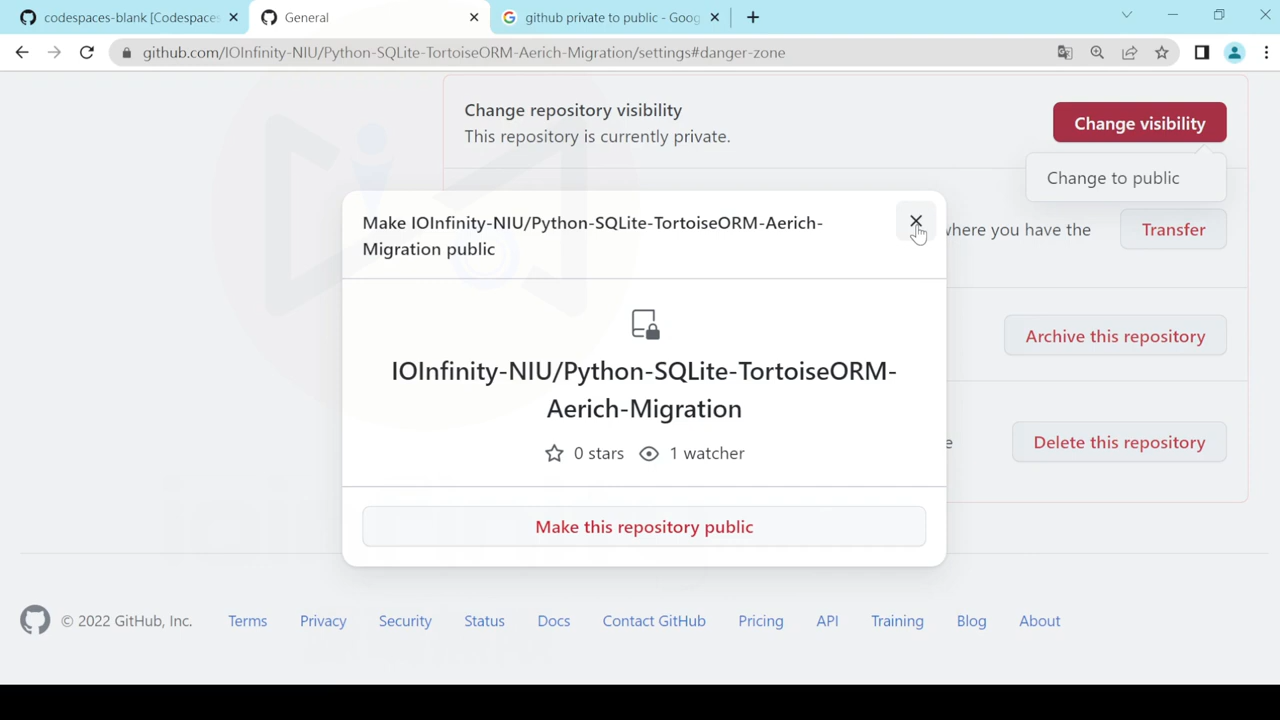 codespaces-blank [Codespaces
General
github private to public - Goog
github.com/IOInfinity-NIU/Python-SQLite-TortoiseORM-Aerich-Migration/settings#danger-zone
Change repository visibility
This repository is currently private.
Change visibility
Change to public
Make IOInfinity-NIU/Python-SQLite-TortoiseORM-Aerich-
Migration public
where you have the
Transfer
IOInfinity-NIU/Python-SQLite-TortoiseORM-
Aerich-Migration
0 stars 1 watcher
Archive this repository
Delete this repository
Make this repository public
© 2022 GitHub, Inc. Terms Privacy Security Status Docs Contact GitHub Pricing API Training Blog About